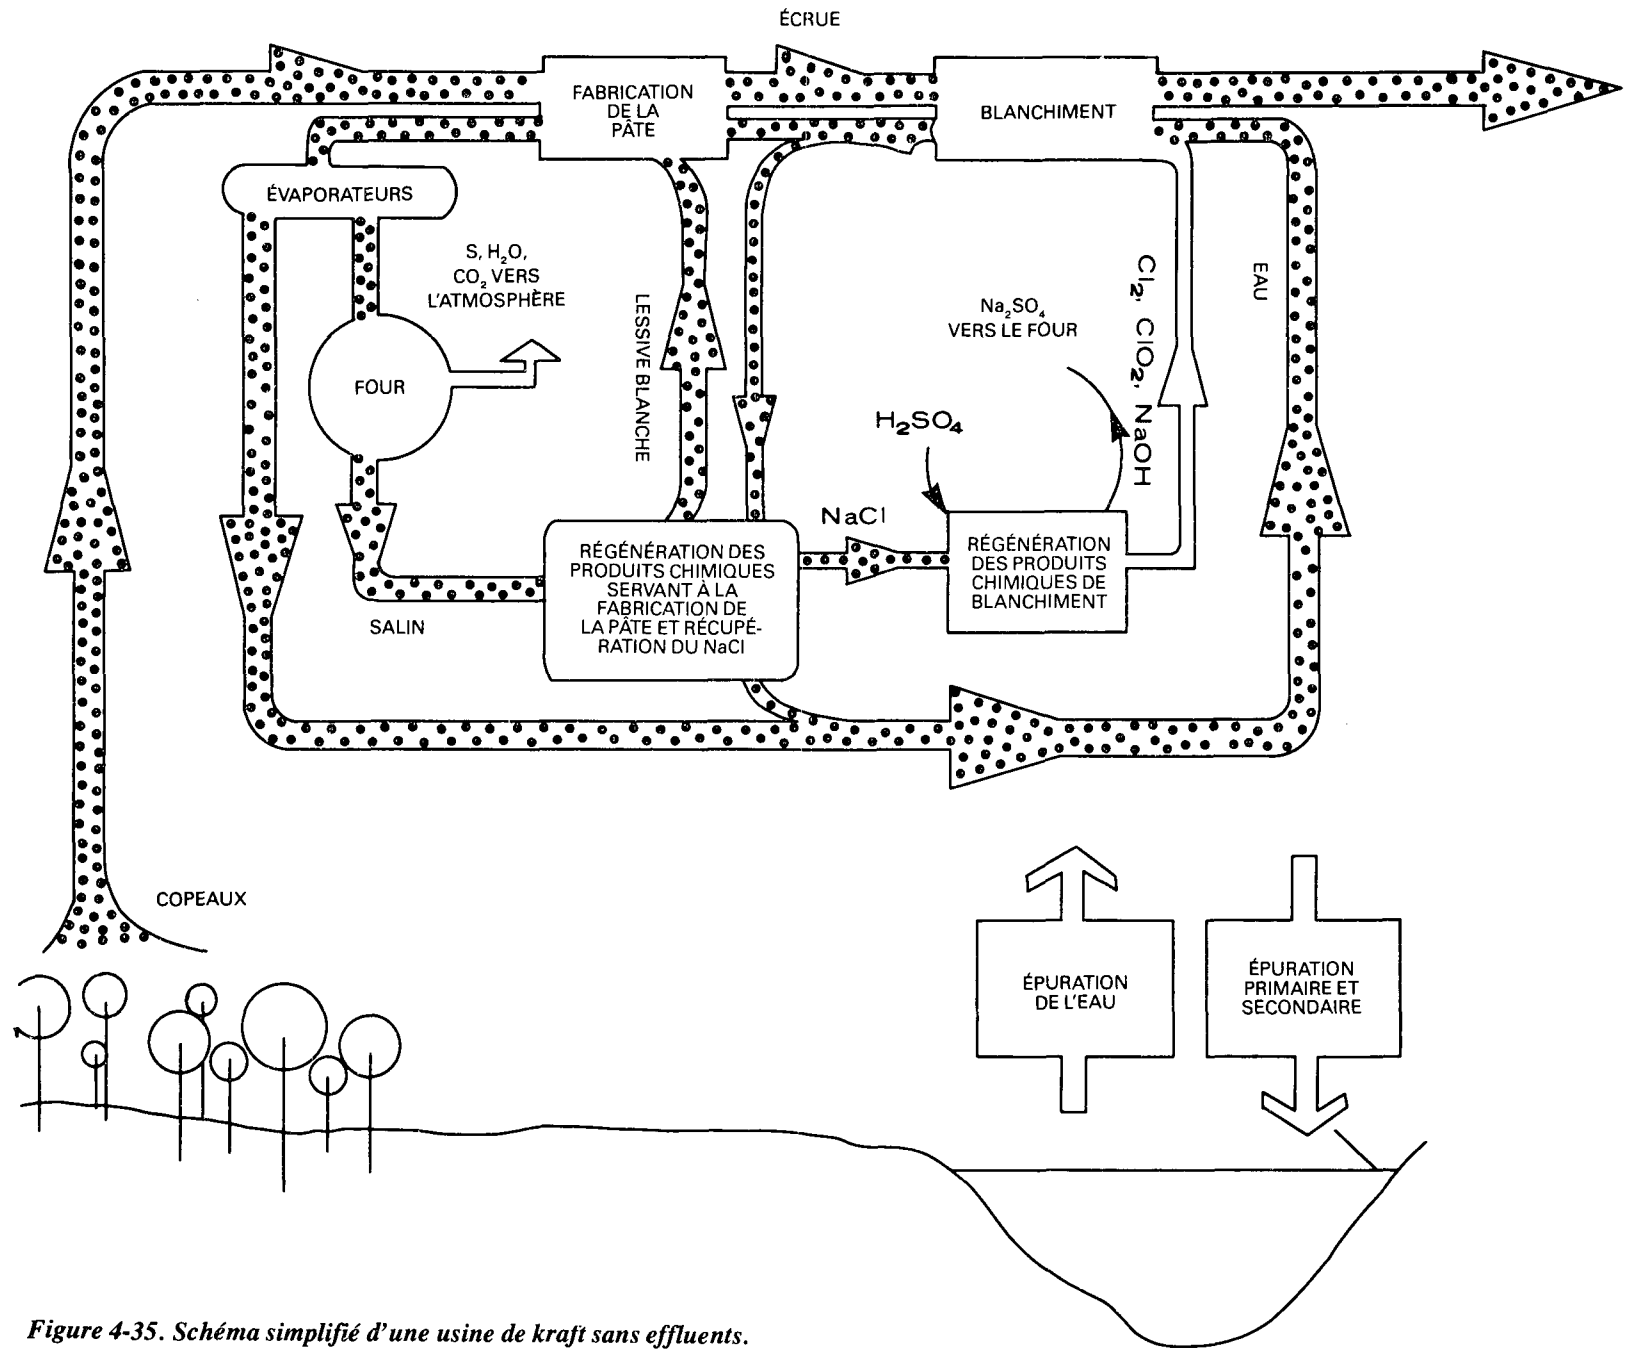 ÉCRUE
FABRICATION
DE LA
PÂTE
BLANCHIMENT
ÉVAPORATEURS
S, H₂O,
CO₂ VERS
L'ATMOSPHÈRE
FOUR
LESSIVE BLANCHE
Na₂SO₄
VERS LE FOUR
H₂SO₄
Cl₂, ClO₂, NaOH
EAU
NaCl
RÉGÉNÉRATION DES
PRODUITS CHIMIQUES
SERVANT À LA
FABRICATION DE
LA PÂTE ET RÉCUPÉ-
RATION DU NaCl
RÉGÉNÉRATION
DES PRODUITS
CHIMIQUES DE
BLANCHIMENT
SALIN
COPEAUX
ÉPURATION
DE L'EAU
ÉPURATION
PRIMAIRE ET
SECONDAIRE
Figure 4-35. Schéma simplifié d'une usine de kraft sans effluents.